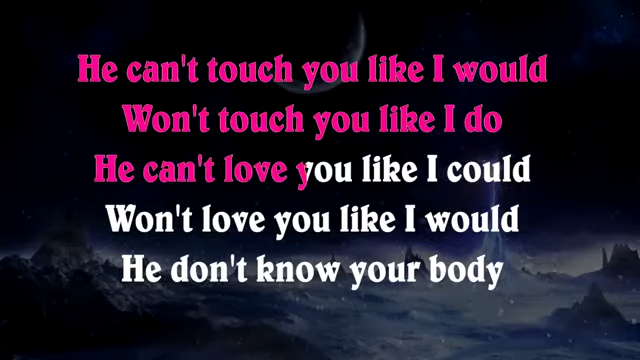 He can't touch you like I would
Won't touch you like I do
He can't love you like I could
Won't love you like I would
He don't know your body